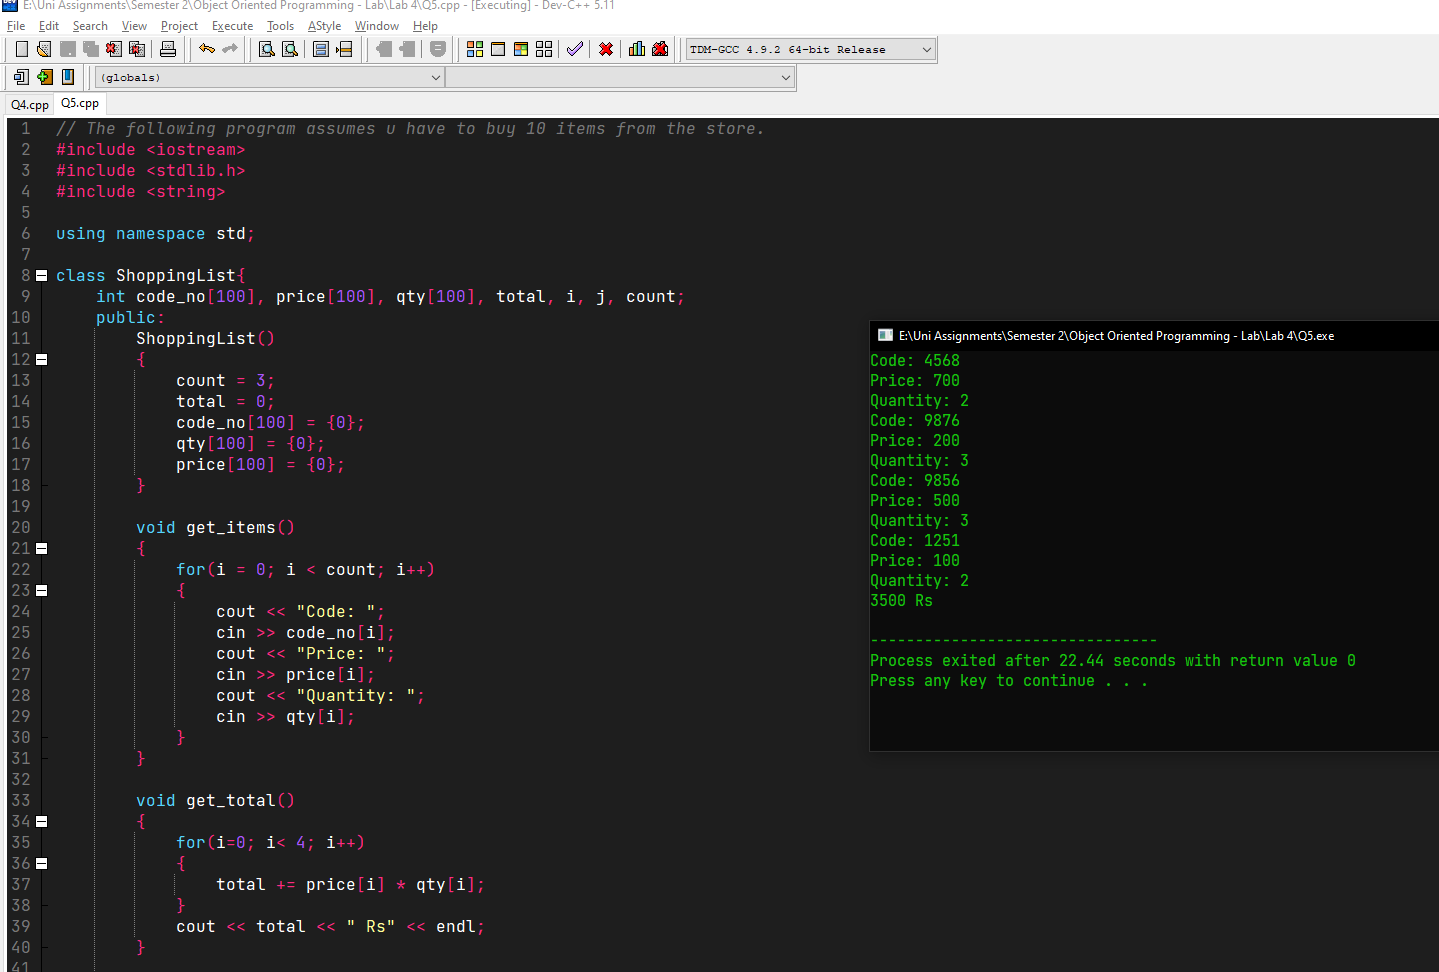 E:\Uni Assignments\Semester 2\Object Oriented Programming - Lab\Lab 4\Q5.cpp - [Executing] - Dev-C++ 5.11
File Edit Search View Project Execute Tools AStyle Window Help
TDM-GCC 4.9.2 64-bit Release
(globals)
Q4.cpp Q5.cpp
1 // The following program assumes u have to buy 10 items from the store.
2 #include <iostream>
3 #include <stdlib.h>
4 #include <string>
5
6 using namespace std;
7
8 class ShoppingList{
9 int code_no[100], price[100], qty[100], total, i, j, count;
10 public:
11 ShoppingList()
12 {
13 count = 3;
14 total = 0;
15 code_no[100] = {0};
16 qty[100] = {0};
17 price[100] = {0};
18 }
19
20 void get_items()
21 {
22 for(i = 0; i < count; i++)
23 {
24 cout << "Code: ";
25 cin >> code_no[i];
26 cout << "Price: ";
27 cin >> price[i];
28 cout << "Quantity: ";
29 cin >> qty[i];
30 }
31 }
32
33 void get_total()
34 {
35 for(i=0; i< 4; i++)
36 {
37 total += price[i] * qty[i];
38 }
39 cout << total << " Rs" << endl;
40 }
41
E:\Uni Assignments\Semester 2\Object Oriented Programming - Lab\Lab 4\Q5.exe
Code: 4568
Price: 700
Quantity: 2
Code: 9876
Price: 200
Quantity: 3
Code: 9856
Price: 500
Quantity: 3
Code: 1251
Price: 100
Quantity: 2
3500 Rs
--------------------------------
Process exited after 22.44 seconds with return value 0
Press any key to continue . . .